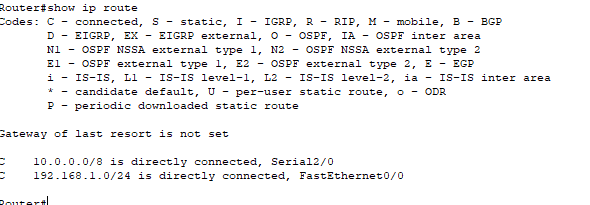 Router#show ip route
Codes: C - connected, S - static, I - IGRP, R - RIP, M - mobile, B - BGP
D - EIGRP, EX - EIGRP external, O - OSPF, IA - OSPF inter area
N1 - OSPF NSSA external type 1, N2 - OSPF NSSA external type 2
E1 - OSPF external type 1, E2 - OSPF external type 2, E - EGP
i - IS-IS, L1 - IS-IS level-1, L2 - IS-IS level-2, ia - IS-IS inter area
* - candidate default, U - per-user static route, o - ODR
P - periodic downloaded static route
Gateway of last resort is not set
C 10.0.0.0/8 is directly connected, Serial2/0
C 192.168.1.0/24 is directly connected, FastEthernet0/0
Router#